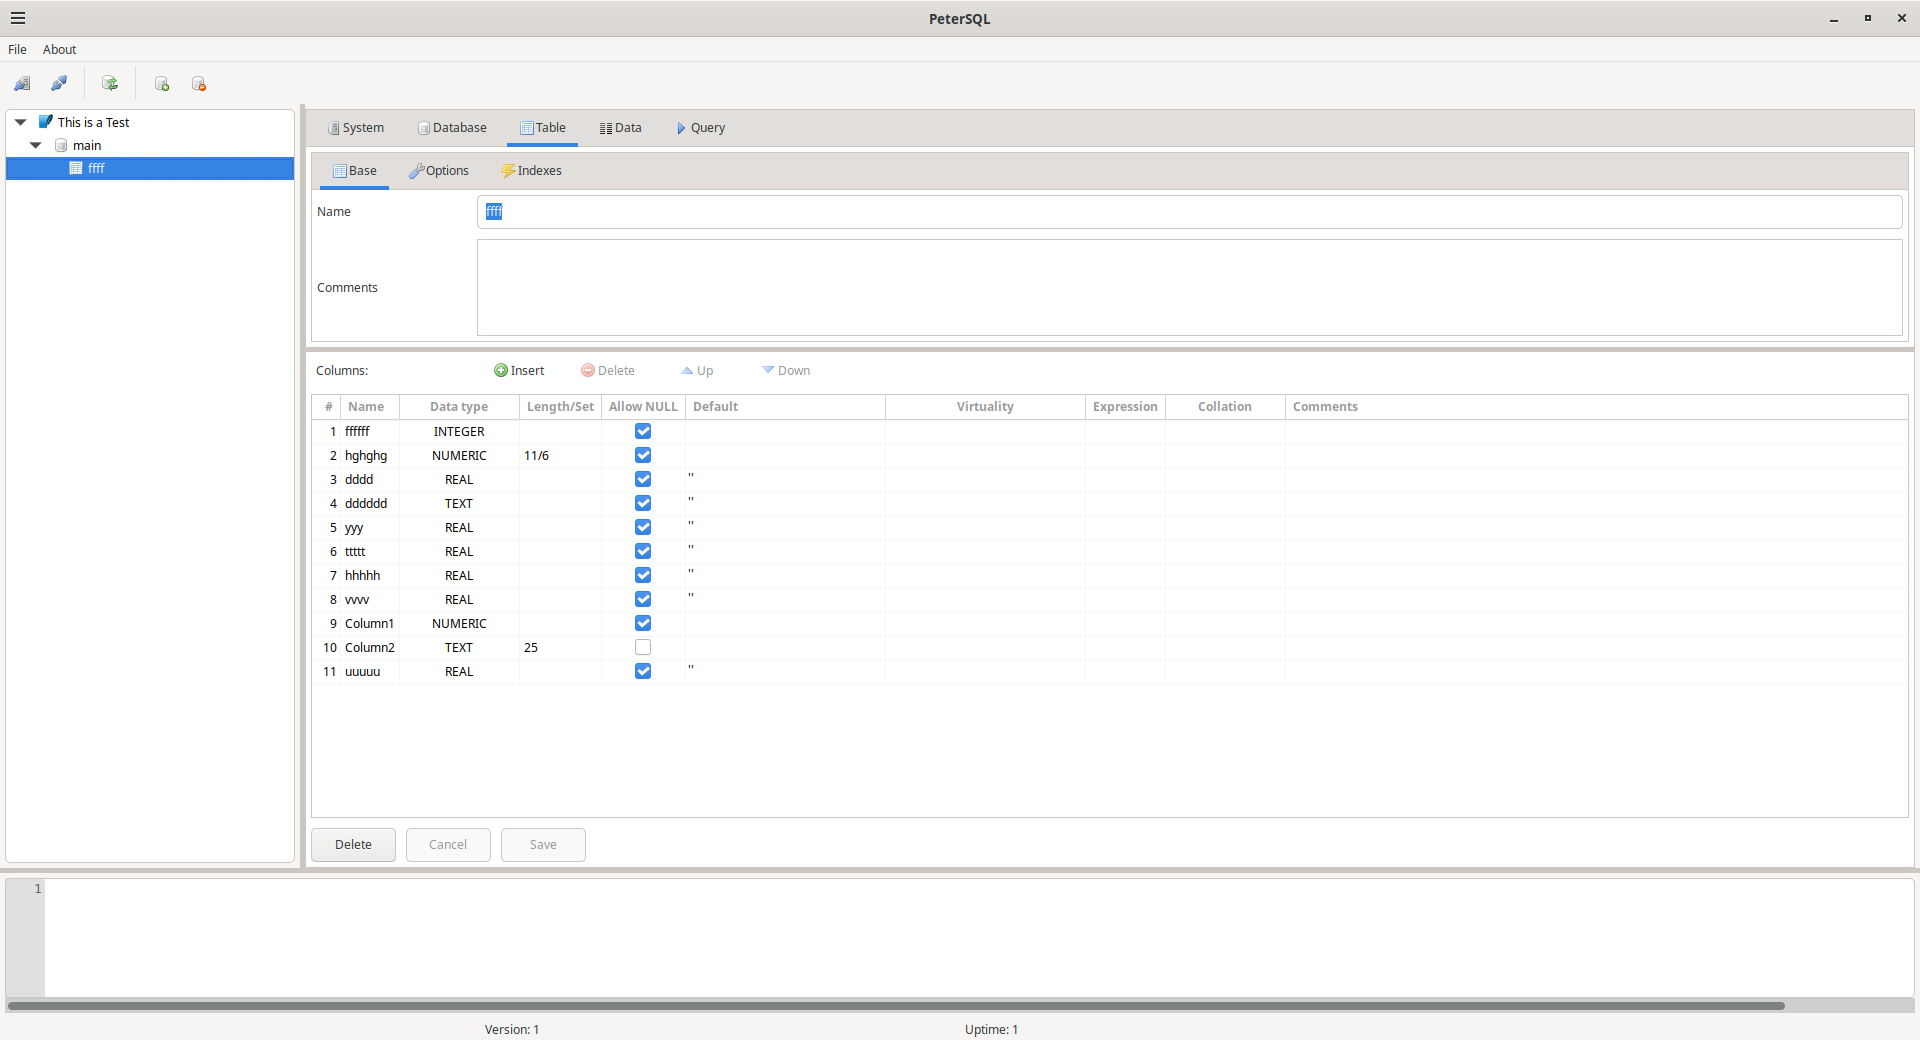 PeterSQL
File About
This is a Test
main
ffff
System Database Table Data Query
Base Options Indexes
Name ffff
Comments
Columns: Insert Delete Up Down
# Name Data type Length/Set Allow NULL Default Virtuality Expression Collation Comments
1 ffffff INTEGER
2 hghghg NUMERIC 11/6
3 dddd REAL ''
4 dddddd TEXT ''
5 yyy REAL ''
6 ttttt REAL ''
7 hhhhh REAL ''
8 vvvv REAL ''
9 Column1 NUMERIC
10 Column2 TEXT 25
11 uuuuu REAL ''
Delete Cancel Save
1
Version: 1 Uptime: 1